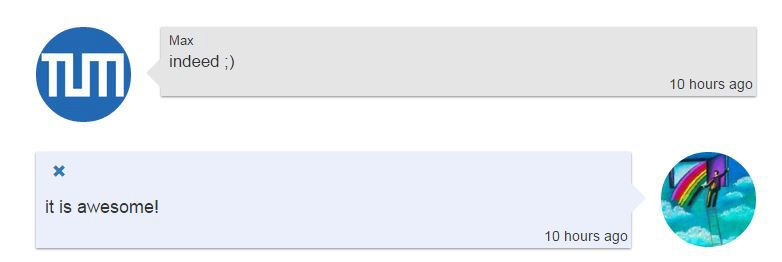 TUM
Max
indeed ;)
10 hours ago
it is awesome!
10 hours ago